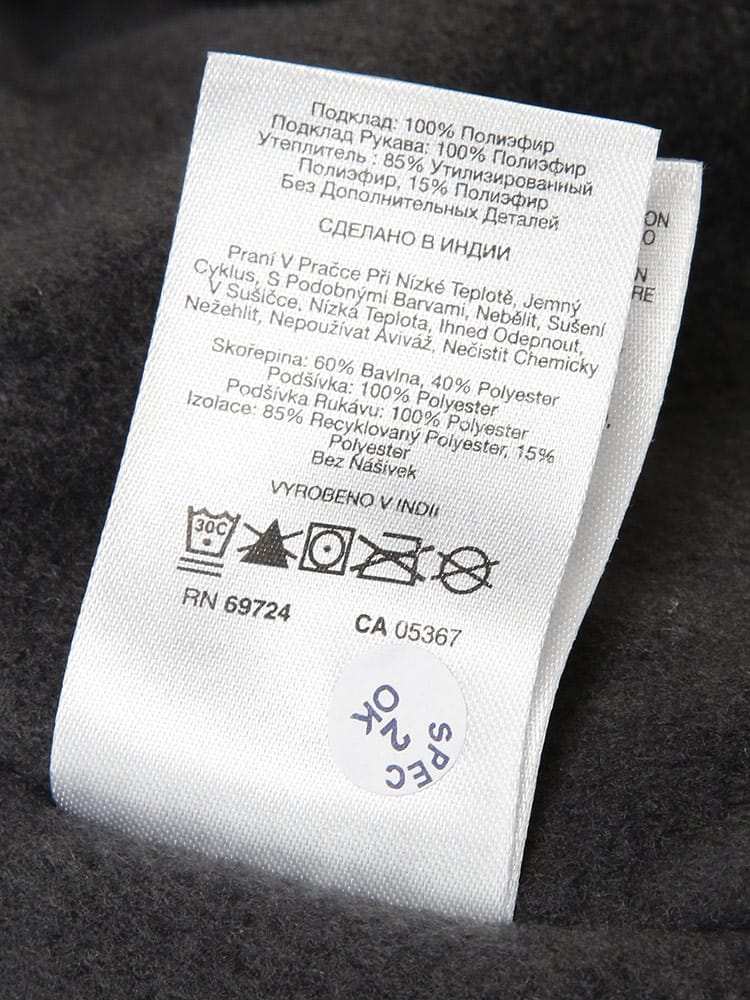 Подклад: 100% Полиэфир
Подклад Рукава: 100% Полиэфир
Утеплитель : 85% Утилизированный
Полиэфир, 15% Полиэфир
Без Дополнительных Деталей
СДЕЛАНО В ИНДИИ
Praní V Pračce Při Nízké Teplotě, Jemný
Cyklus, S Podobnými Barvami, Nebělit, Sušení
V Sušičce, Nízká Teplota, Ihned Odepnout,
Nežehlit, Nepoužívat Aviváž, Nečistit Chemicky
Skořepina: 60% Bavlna, 40% Polyester
Podšívka: 100% Polyester
Podšívka Rukávu: 100% Polyester
Izolace: 85% Recyklovaný Polyester, 15%
Polyester
Bez Nášivek
VYROBENO V INDII
30C
RN 69724 CA 05367
SPEC
2
OK
ON
O
N
RE